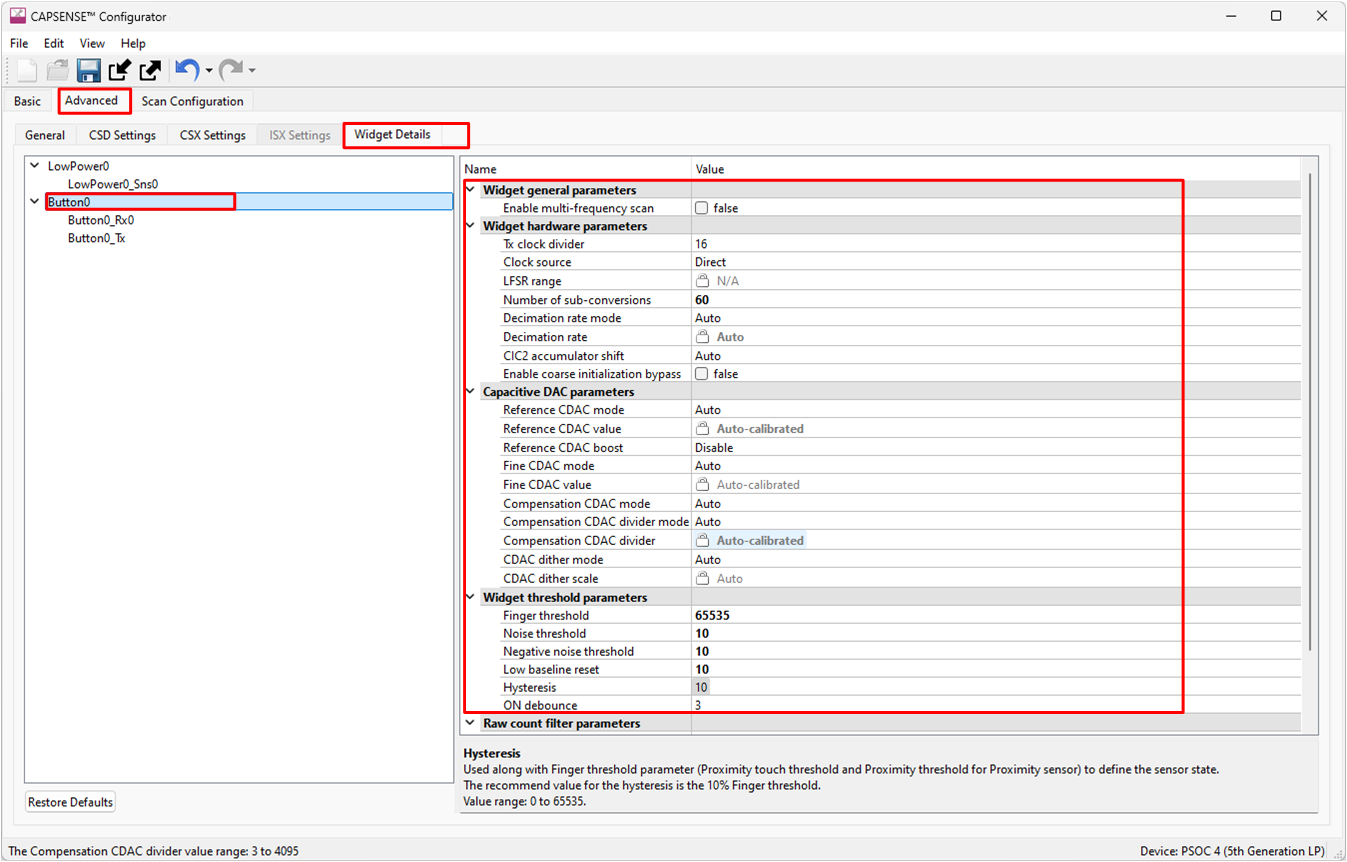 CAPSENSE™ Configurator
File Edit View Help
Basic Advanced Scan Configuration
General CSD Settings CSX Settings ISX Settings Widget Details
LowPower0
LowPower0_Sns0
Button0
Button0_Rx0
Button0_Tx
Restore Defaults
Name Value
Widget general parameters
Enable multi-frequency scan false
Widget hardware parameters
Tx clock divider 16
Clock source Direct
LFSR range N/A
Number of sub-conversions 60
Decimation rate mode Auto
Decimation rate Auto
CIC2 accumulator shift Auto
Enable coarse initialization bypass false
Capacitive DAC parameters
Reference CDAC mode Auto
Reference CDAC value Auto-calibrated
Reference CDAC boost Disable
Fine CDAC mode Auto
Fine CDAC value Auto-calibrated
Compensation CDAC mode Auto
Compensation CDAC divider mode Auto
Compensation CDAC divider Auto-calibrated
CDAC dither mode Auto
CDAC dither scale Auto
Widget threshold parameters
Finger threshold 65535
Noise threshold 10
Negative noise threshold 10
Low baseline reset 10
Hysteresis 10
ON debounce 3
Raw count filter parameters
Hysteresis
Used along with Finger threshold parameter (Proximity touch threshold and Proximity threshold for Proximity sensor) to define the sensor state.
The recommend value for the hysteresis is the 10% Finger threshold.
Value range: 0 to 65535.
The Compensation CDAC divider value range: 3 to 4095 Device: PSOC 4 (5th Generation LP)